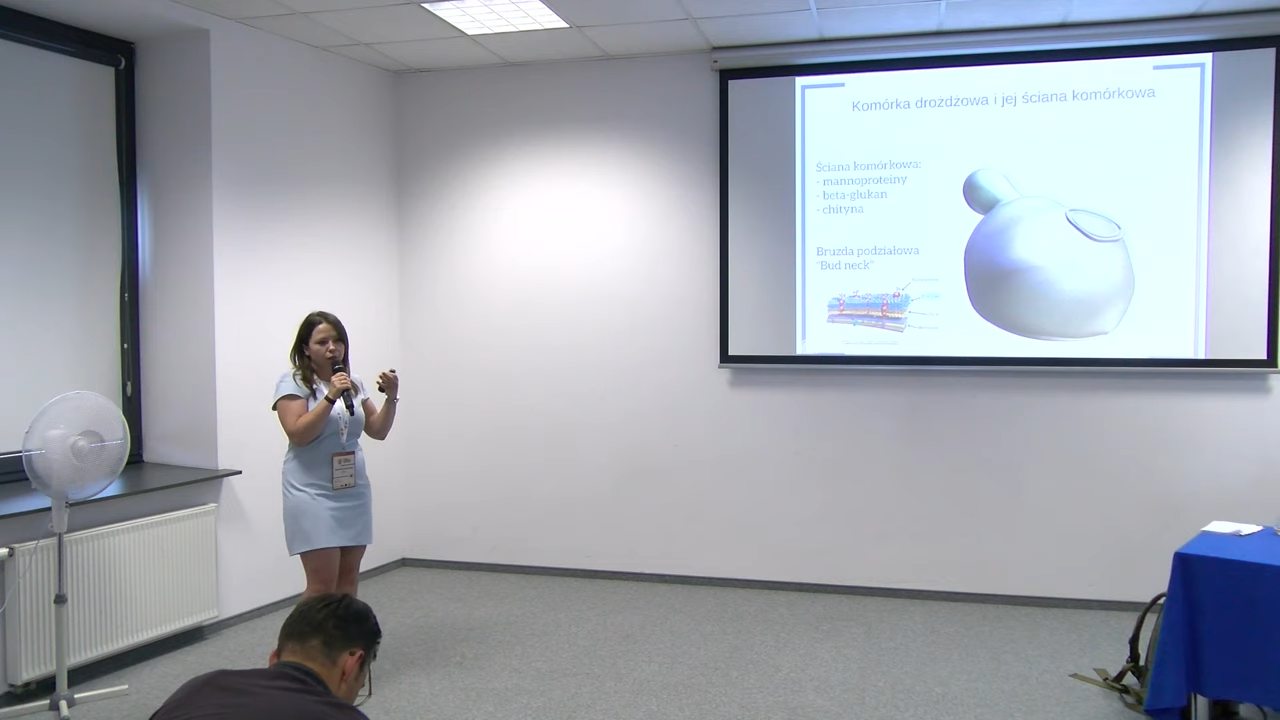 Komórka drożdżowa i jej ściana komórkowa
Ściana komórkowa:
- mannoproteiny
- beta-glukan
- chityna
Bruzda podziałowa
"Bud neck"